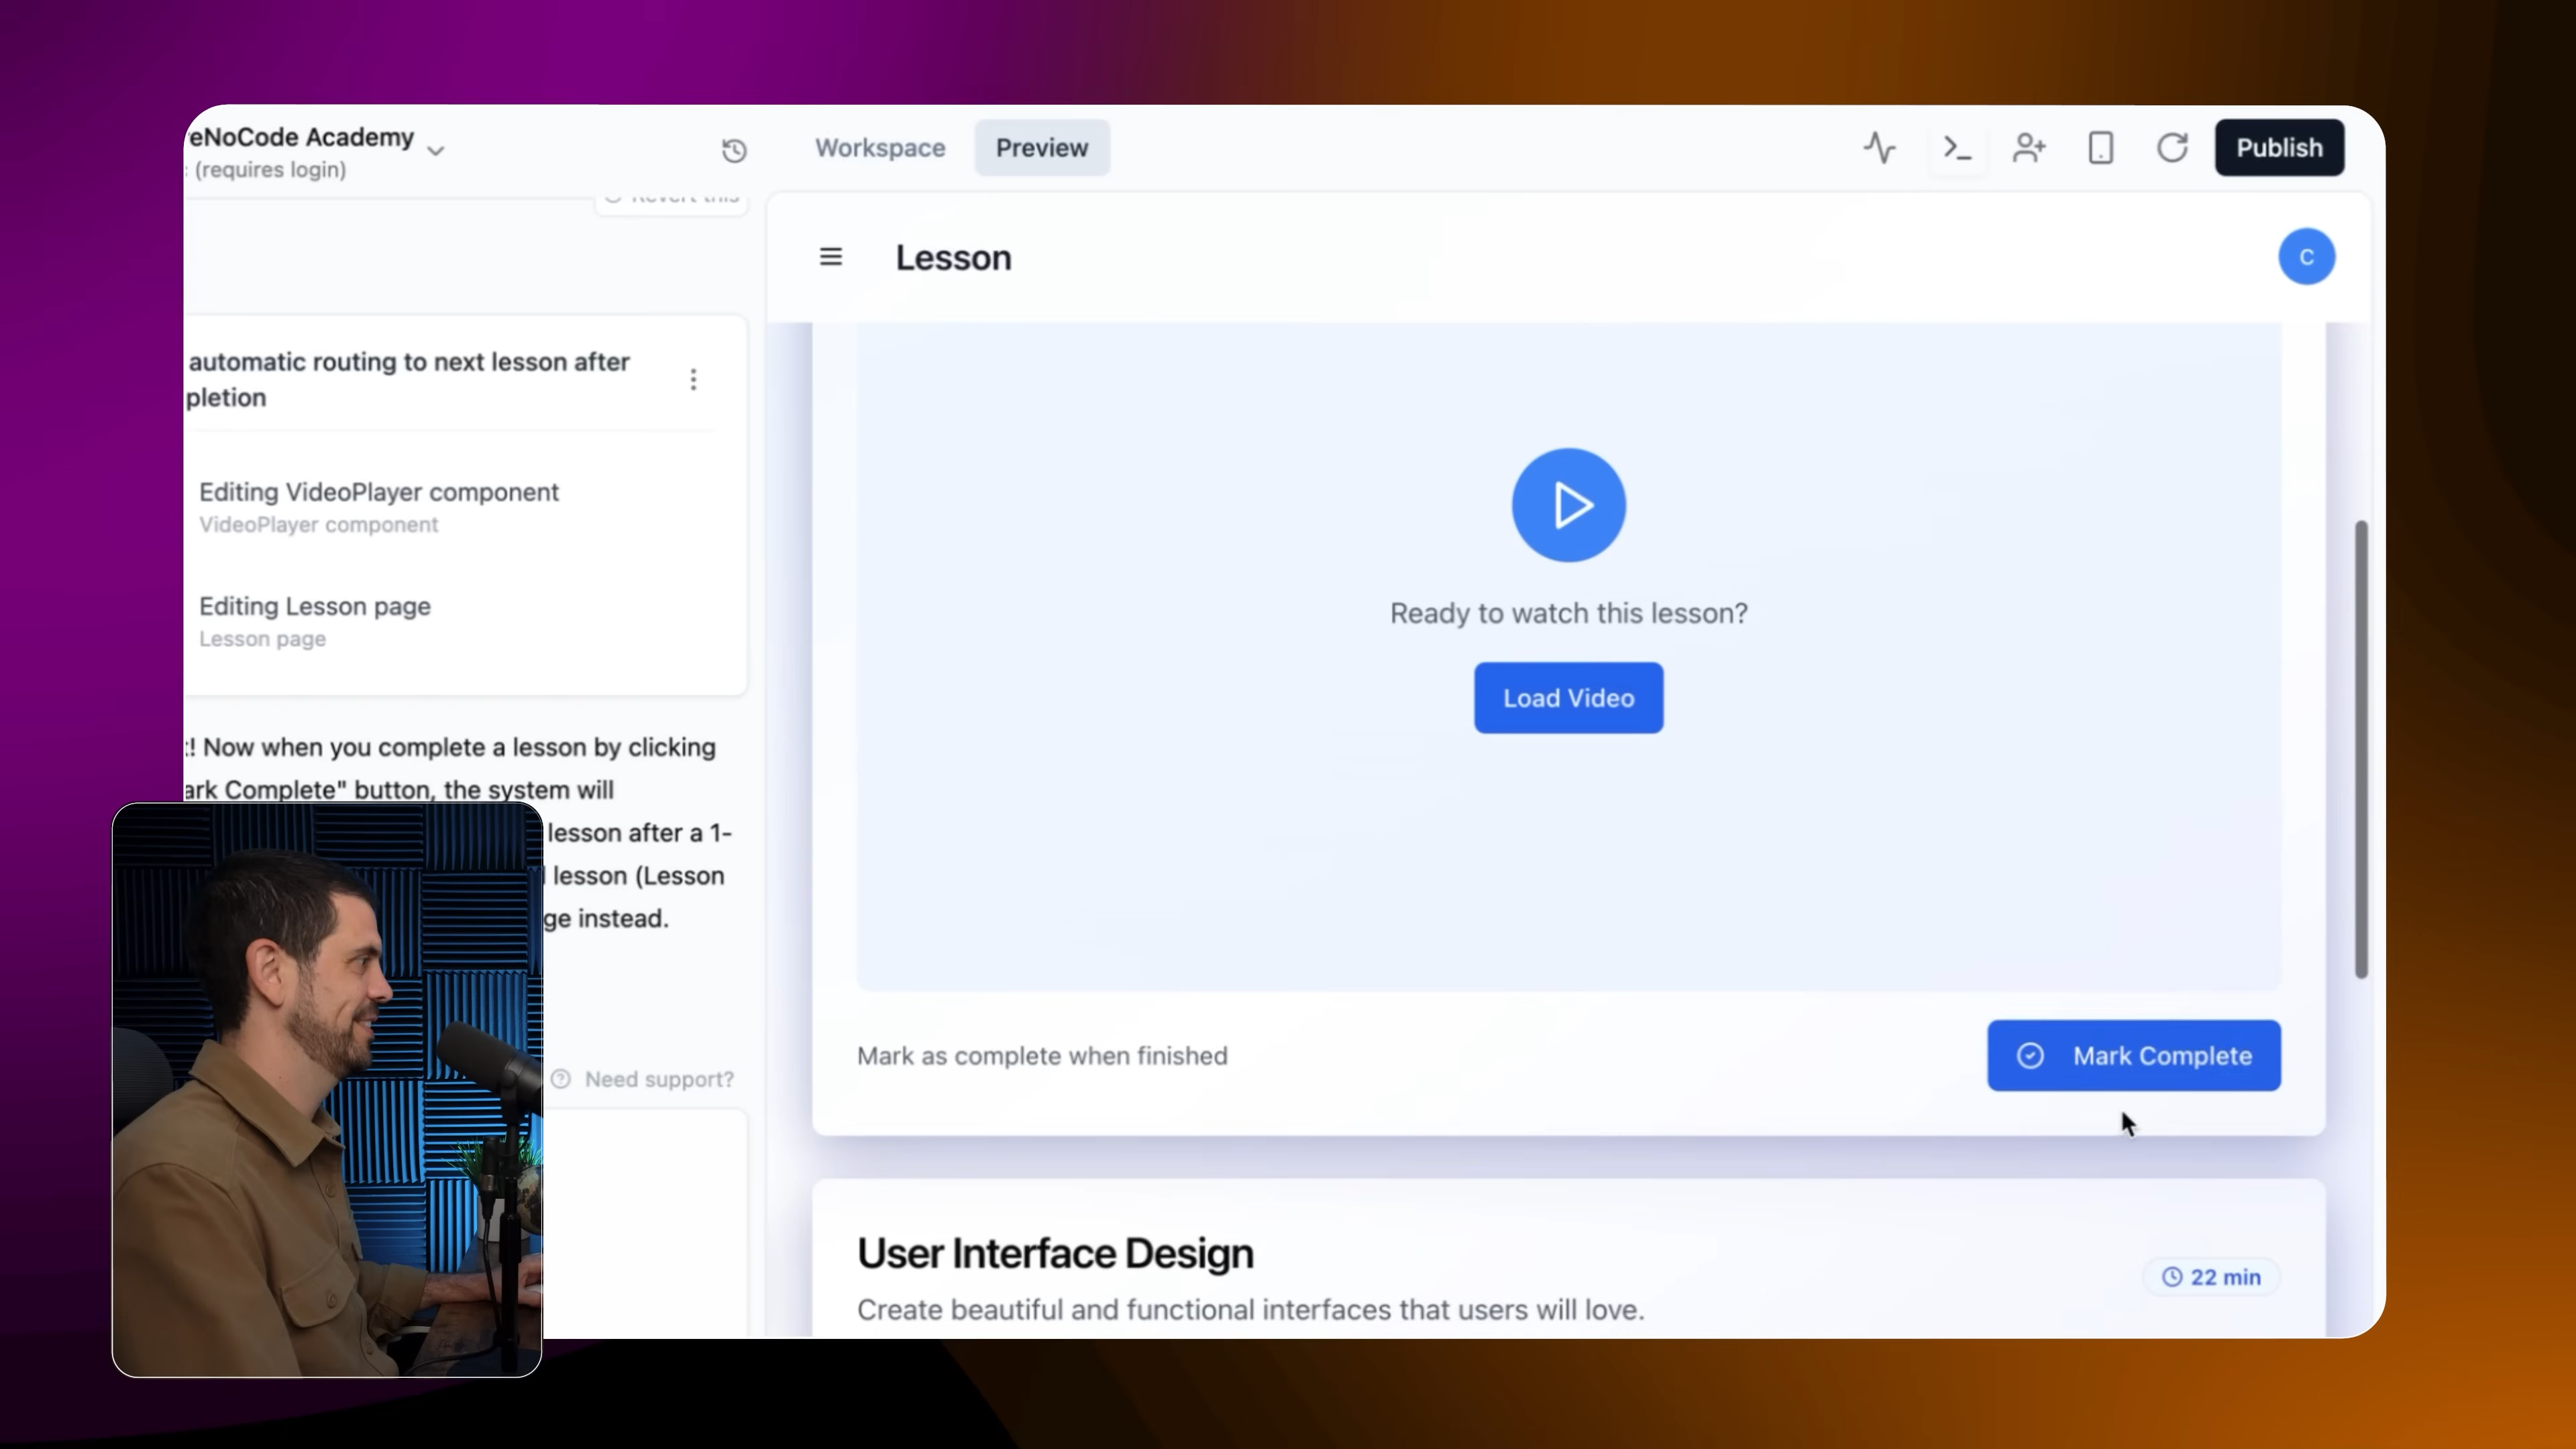 eNoCode Academy
(requires login)
Workspace
Preview
Publish
Revert this
Lesson
C
automatic routing to next lesson after
pletion
Editing VideoPlayer component
VideoPlayer component
Editing Lesson page
Lesson page
! Now when you complete a lesson by clicking
ark Complete" button, the system will
lesson after a 1-
lesson (Lesson
ge instead.
Need support?
Ready to watch this lesson?
Load Video
Mark as complete when finished
Mark Complete
User Interface Design
22 min
Create beautiful and functional interfaces that users will love.